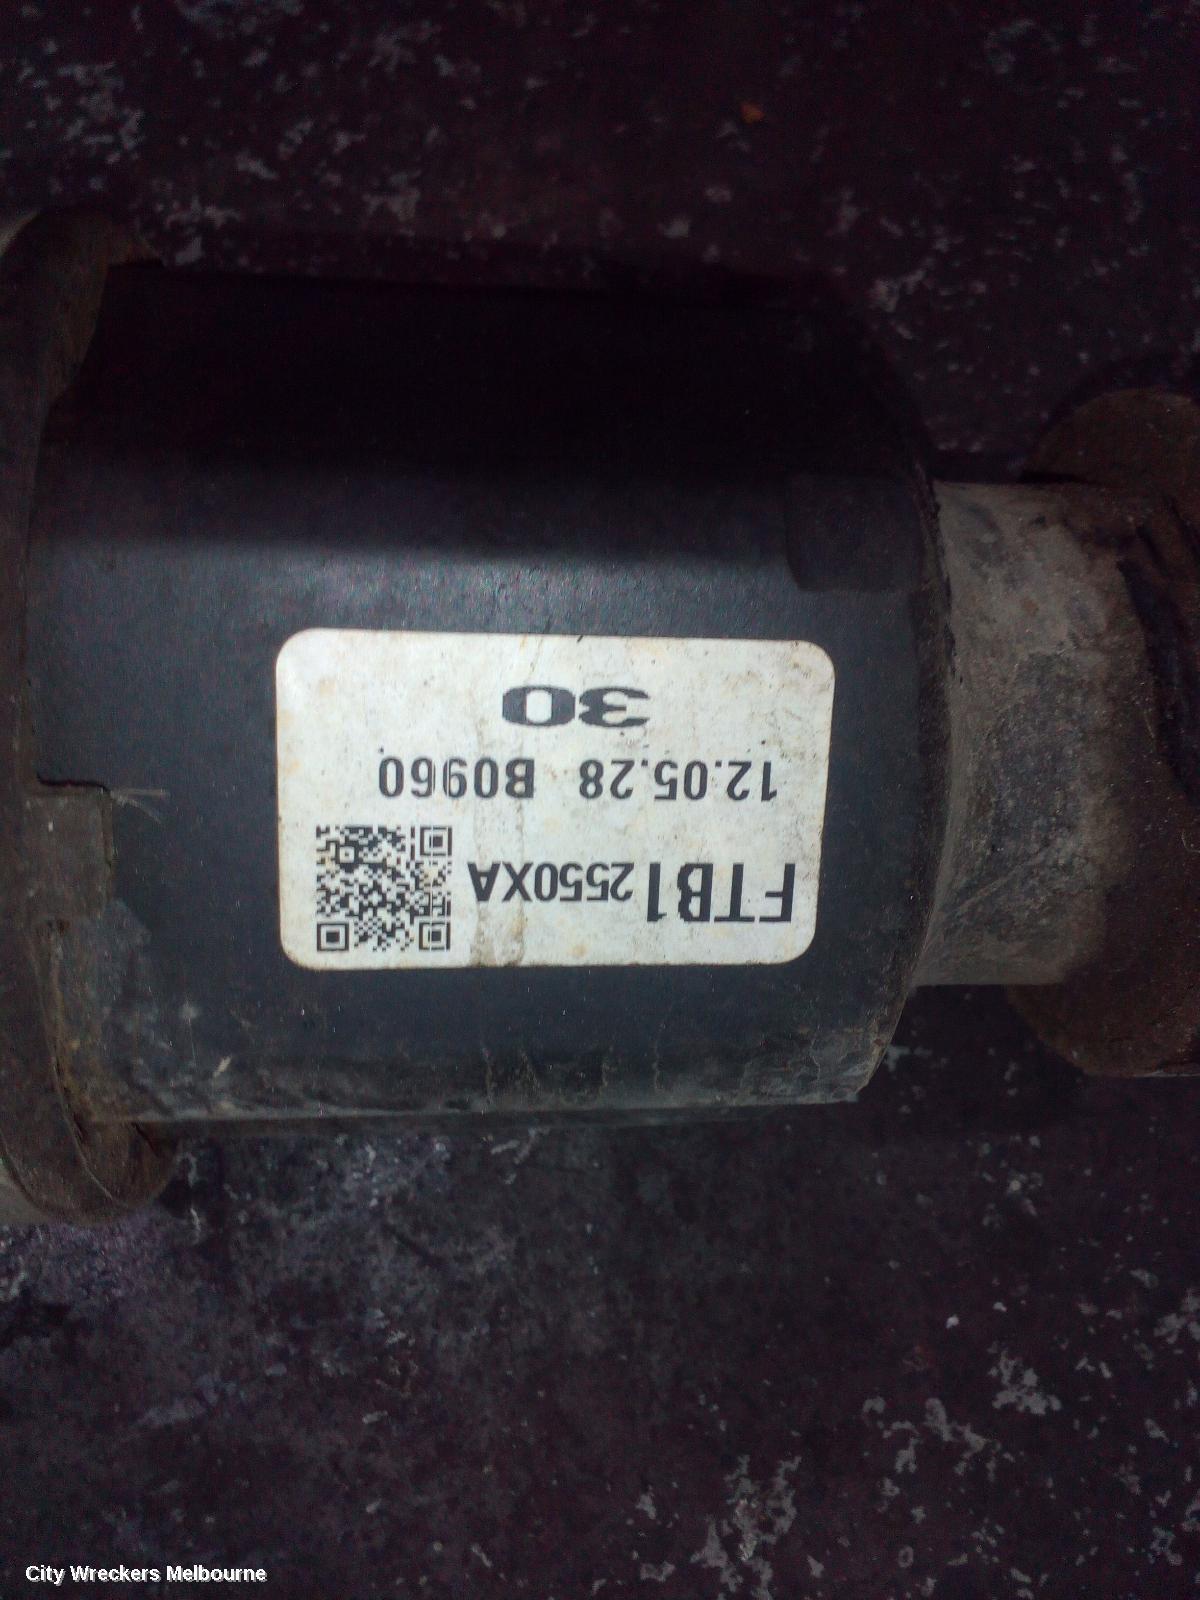 FTB1 2550XA
12.05.28 B0960
30
City Wreckers Melbourne